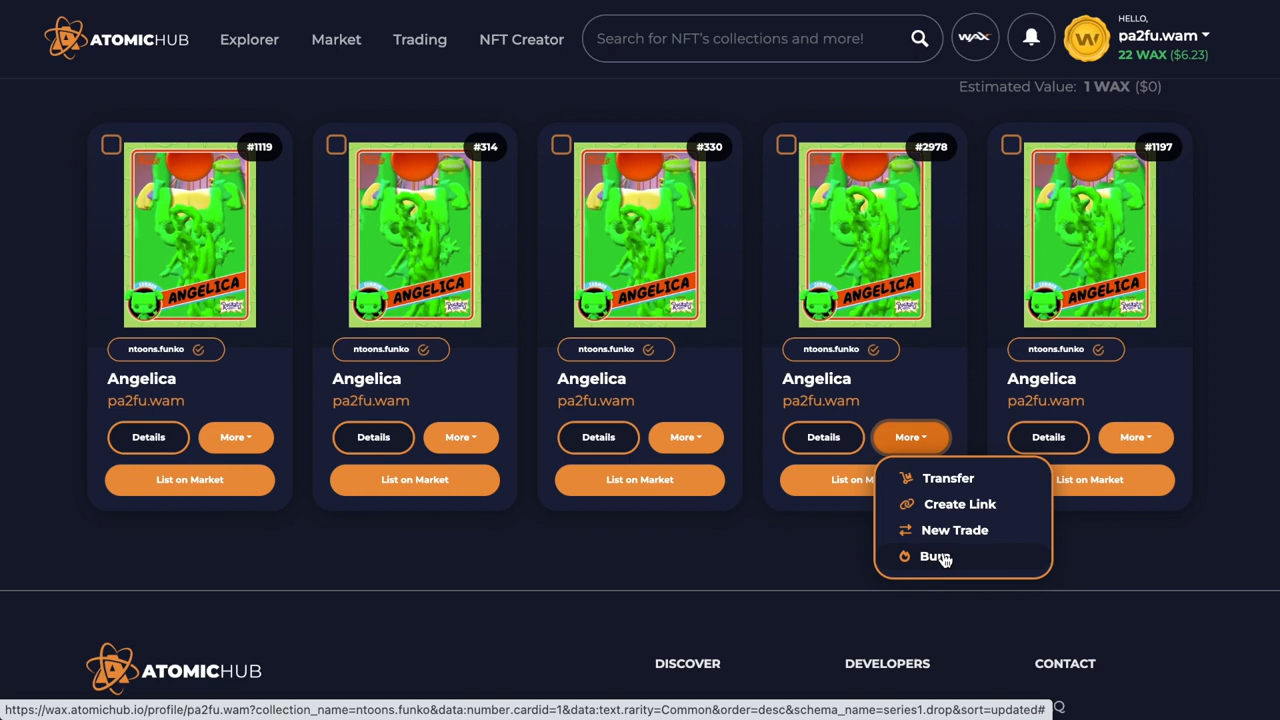 ATOMICHUB
Explorer
Market
Trading
NFT Creator
Search for NFT's collections and more!
WAX
W
HELLO,
pa2fu.wam
22 WAX ($6.23)
Estimated Value: 1 WAX ($0)
#1119
#314
#330
#2978
#1197
ANGELICA
ANGELICA
ANGELICA
ANGELICA
ANGELICA
ntoons.funko
ntoons.funko
ntoons.funko
ntoons.funko
ntoons.funko
Angelica
Angelica
Angelica
Angelica
Angelica
pa2fu.wam
pa2fu.wam
pa2fu.wam
pa2fu.wam
pa2fu.wam
Details
More
Details
More
Details
More
Details
More
Details
More
List on Market
List on Market
List on Market
List on M
List on Market
Transfer
Create Link
New Trade
Burn
ATOMICHUB
DISCOVER
DEVELOPERS
CONTACT
https://wax.atomichub.io/profile/pa2fu.wam?collection_name=ntoons.funko&data:number.cardid=1&data:text.rarity=Common&order=desc&schema_name=series1.drop&sort=updated#